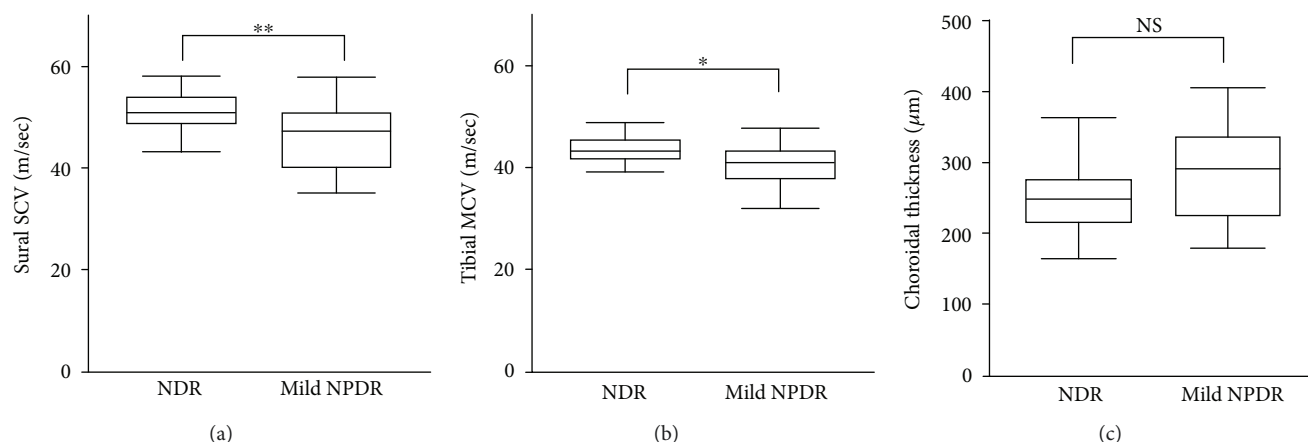 Sural SCV (m/sec)
60
40
20
0
**
NDR
Mild NPDR
(a)
Tibial MCV (m/sec)
60
40
20
0
*
NDR
Mild NPDR
(b)
Choroidal thickness (μm)
500
400
300
200
100
0
NS
NDR
Mild NPDR
(c)